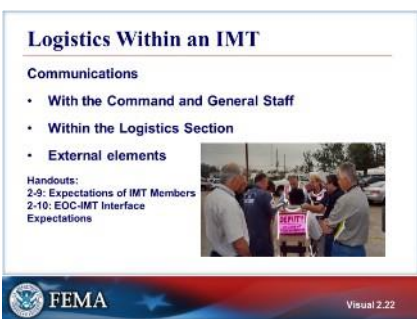 Logistics Within an IMT
Communications
• With the Command and General Staff
• Within the Logistics Section
• External elements
Handouts:
2-9: Expectations of IMT Members
2-10: EOC-IMT Interface
Expectations
DEPUTY
FEMA
Visual 2.22